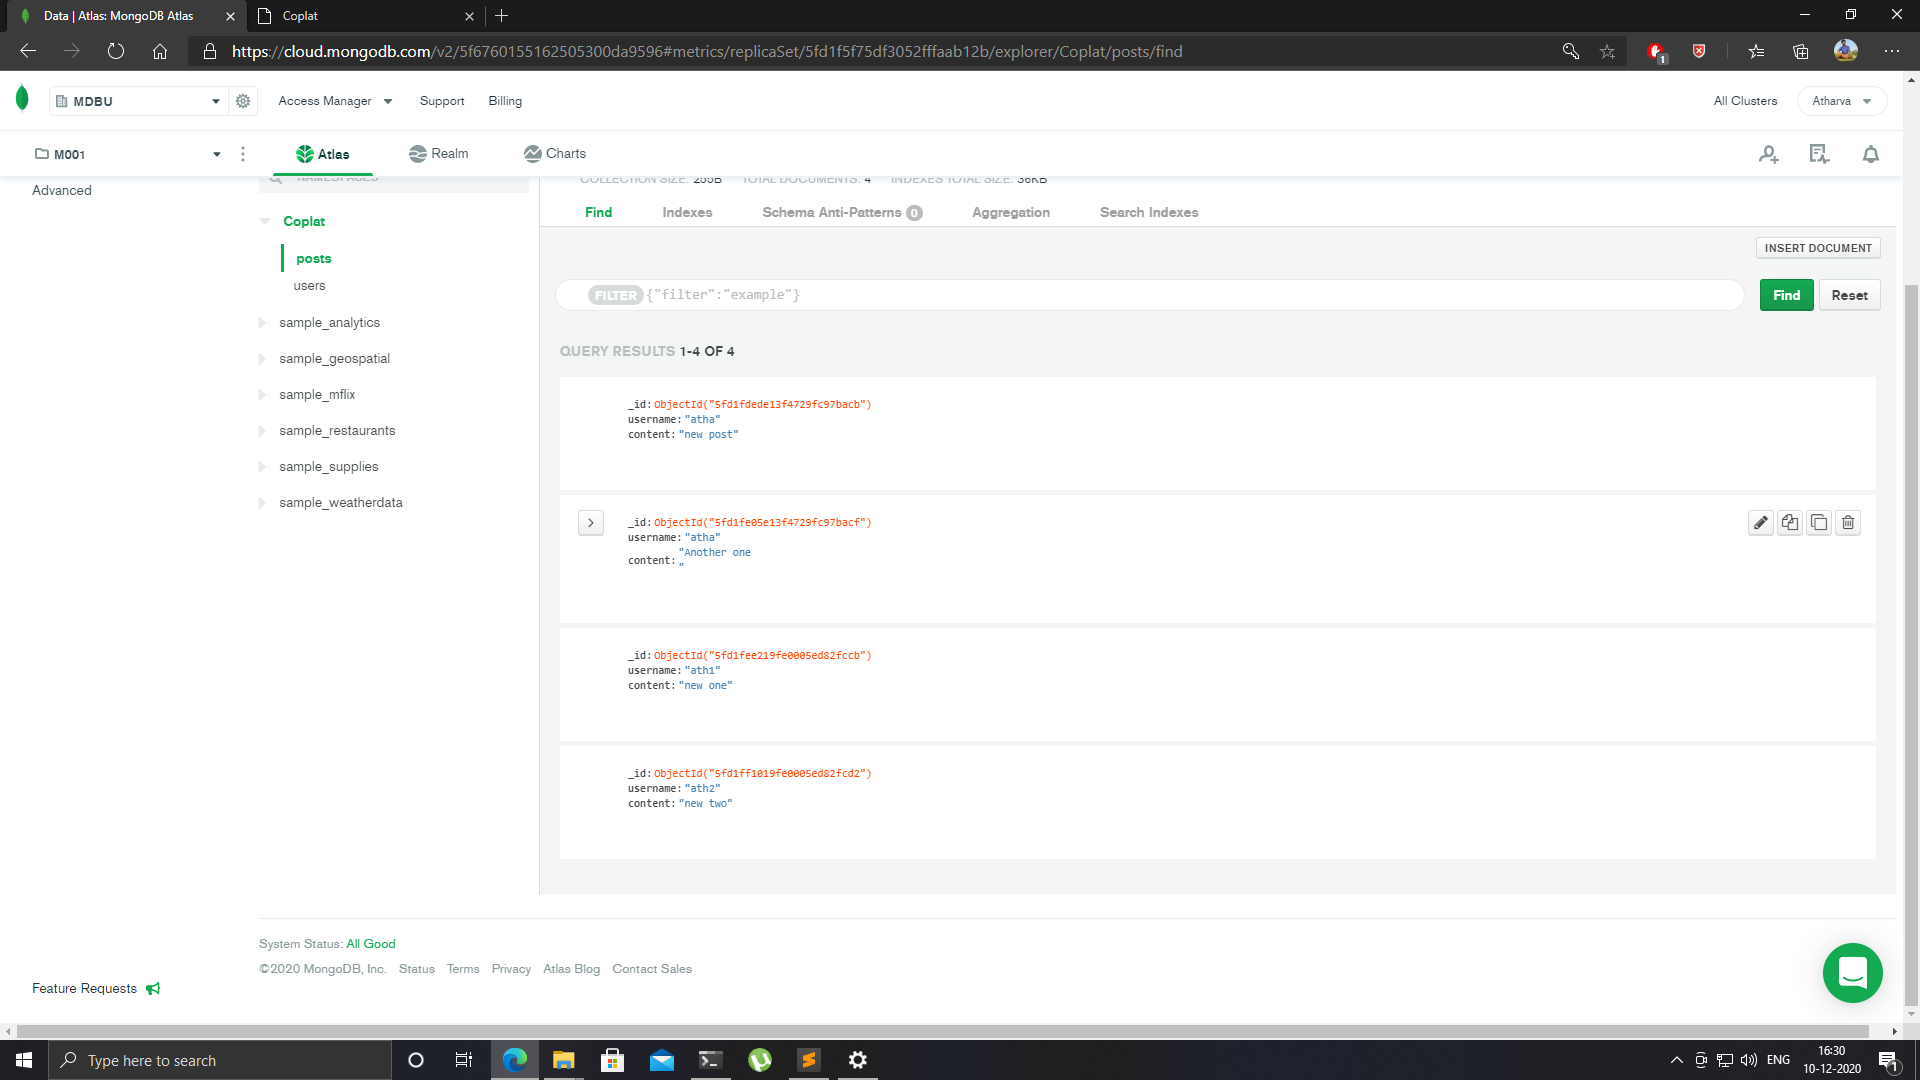 Data | Atlas: MongoDB Atlas
Coplat
https://cloud.mongodb.com/v2/5f6760155162505300da9596#metrics/replicaSet/5fd1f5f75df3052fffaab12b/explorer/Coplat/posts/find
1
MDBU
Access Manager
Support
Billing
All Clusters
Atharva
M001
Atlas
Realm
Charts
Advanced
NAMESPACES
COLLECTION SIZE: 255B TOTAL DOCUMENTS: 4 INDEXES TOTAL SIZE: 36KB
Coplat
posts
users
sample_analytics
sample_geospatial
sample_mflix
sample_restaurants
sample_supplies
sample_weatherdata
Find
Indexes
Schema Anti-Patterns 0
Aggregation
Search Indexes
INSERT DOCUMENT
FILTER {"filter":"example"}
Find
Reset
QUERY RESULTS 1-4 OF 4
_id: ObjectId("5fd1fdede13f4729fc97bacb")
username: "atha"
content: "new post"
_id: ObjectId("5fd1fe05e13f4729fc97bacf")
username: "atha"
content: "Another one
"
_id: ObjectId("5fd1fee219fe0005ed82fccb")
username: "ath1"
content: "new one"
_id: ObjectId("5fd1ff1019fe0005ed82fcd2")
username: "ath2"
content: "new two"
System Status: All Good
©2020 MongoDB, Inc. Status Terms Privacy Atlas Blog Contact Sales
Feature Requests
Type here to search
ENG
16:30
10-12-2020
1